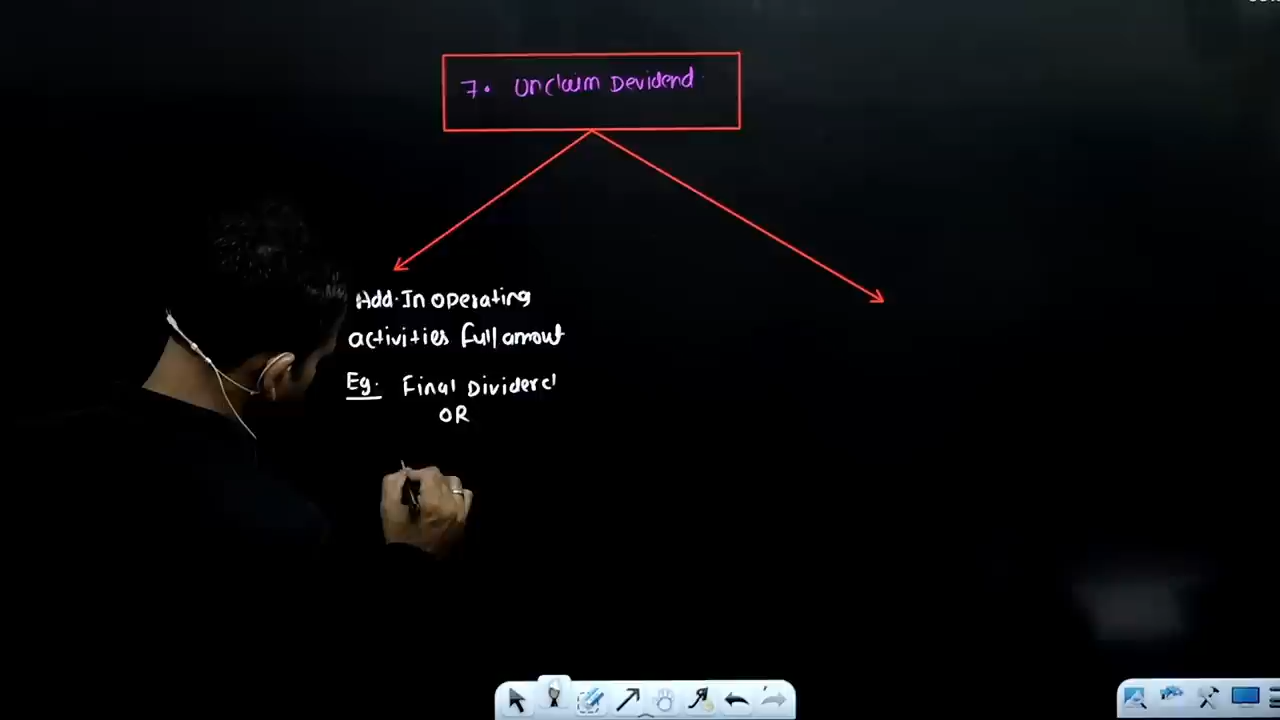 7. Unclaim Devidend
Add. In operating
activities full amout
Eg. Final Dividend
OR